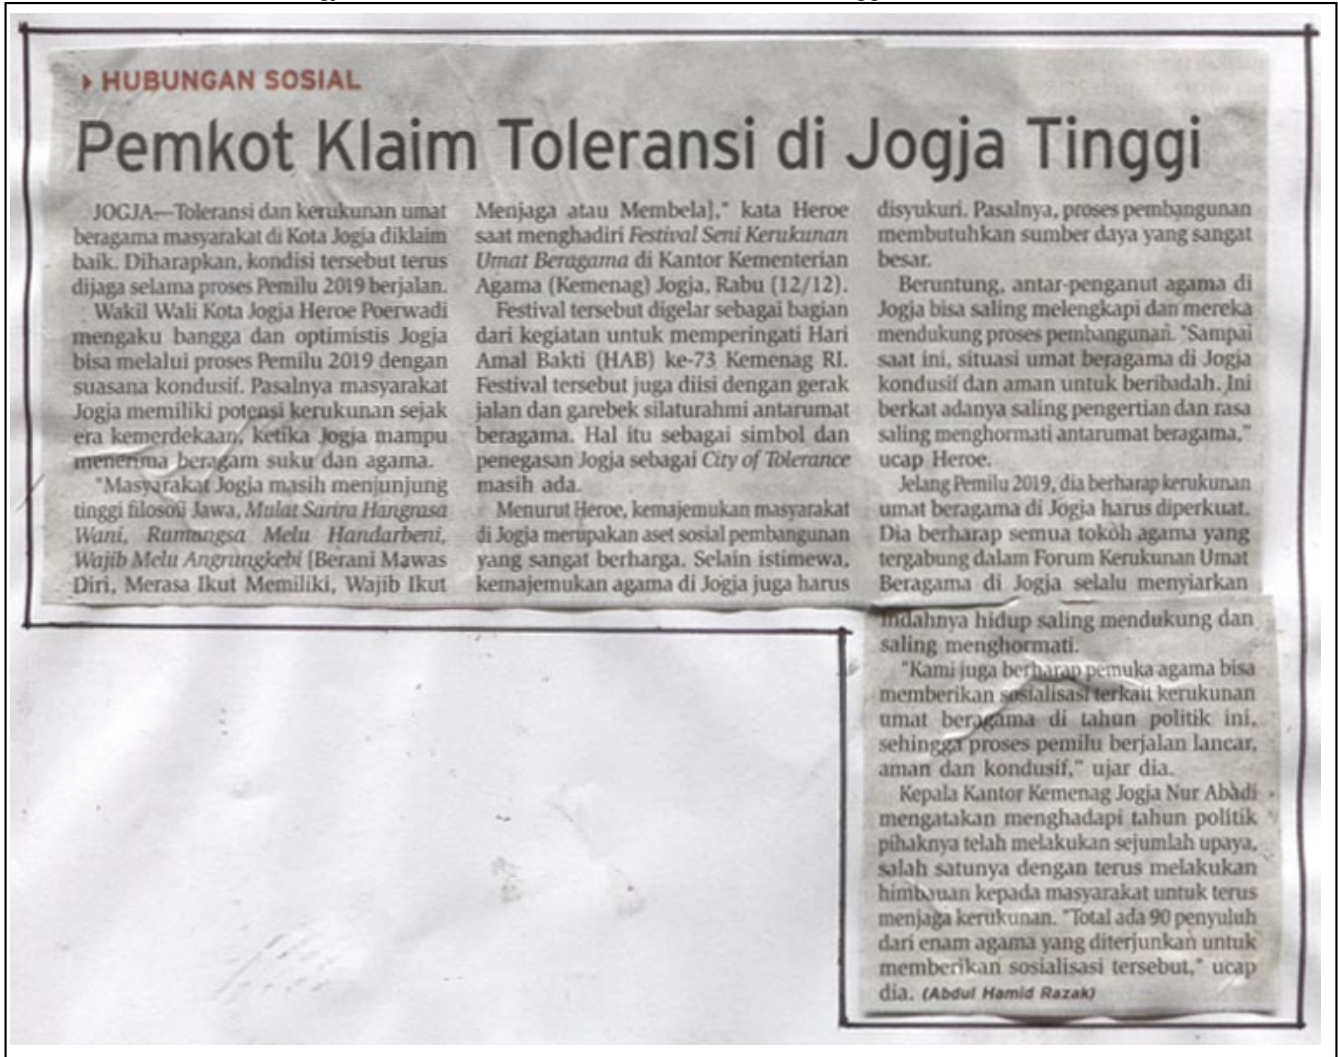 HUBUNGAN SOSIAL
Pemkot Klaim Toleransi di Jogja Tinggi
JOGJA—Toleransi dan kerukunan umat
beragama masyarakat di Kota Jogja diklaim
baik. Diharapkan, kondisi tersebut terus
dijaga selama proses Pemilu 2019 berjalan.
Wakil Wali Kota Jogja Heroe Poerwadi
mengaku bangga dan optimistis Jogja
bisa melalui proses Pemilu 2019 dengan
suasana kondusif. Pasalnya masyarakat
Jogja memiliki potensi kerukunan sejak
era kemerdekaan, ketika Jogja mampu
menerima beragam suku dan agama.
"Masyarakat Jogja masih menjunjung
tinggi filosofi Jawa, Mulat Sarira Hangrasa
Wani, Rumangsa Melu Handarbeni,
Wajib Melu Angrungkebi [Berani Mawas
Diri, Merasa Ikut Memiliki, Wajib Ikut
Menjaga atau Membela]," kata Heroe
saat menghadiri Festival Seni Kerukunan
Umat Beragama di Kantor Kementerian
Agama (Kemenag) Jogja, Rabu (12/12).
Festival tersebut digelar sebagai bagian
dari kegiatan untuk memperingati Hari
Amal Bakti (HAB) ke-73 Kemenag RI.
Festival tersebut juga diisi dengan gerak
jalan dan garebek silaturahmi antarumat
beragama. Hal itu sebagai simbol dan
penegasan Jogja sebagai City of Tolerance
masih ada.
Menurut Heroe, kemajemukan masyarakat
di Jogja merupakan aset sosial pembangunan
yang sangat berharga. Selain istimewa,
kemajemukan agama di Jogja juga harus
disyukuri. Pasalnya, proses pembangunan
membutuhkan sumber daya yang sangat
besar.
Beruntung, antar-penganut agama di
Jogja bisa saling melengkapi dan mereka
mendukung proses pembangunan. "Sampai
saat ini, situasi umat beragama di Jogja
kondusif dan aman untuk beribadah. Ini
berkat adanya saling pengertian dan rasa
saling menghormati antarumat beragama,"
ucap Heroe.
Jelang Pemilu 2019, dia berharap kerukunan
umat beragama di Jogja harus diperkuat.
Dia berharap semua tokoh agama yang
tergabung dalam Forum Kerukunan Umat
Beragama di Jogja selalu menyiarkan
indahnya hidup saling mendukung dan
saling menghormati.
"Kami juga berharap pemuka agama bisa
memberikan sosialisasi terkait kerukunan
umat beragama di tahun politik ini,
sehingga proses pemilu berjalan lancar,
aman dan kondusif," ujar dia.
Kepala Kantor Kemenag Jogja Nur Abadi
mengatakan menghadapi tahun politik
pihaknya telah melakukan sejumlah upaya,
salah satunya dengan terus melakukan
himbauan kepada masyarakat untuk terus
menjaga kerukunan. "Total ada 90 penyuluh
dari enam agama yang diterjunkan untuk
memberikan sosialisasi tersebut," ucap
dia. (Abdul Hamid Razak)